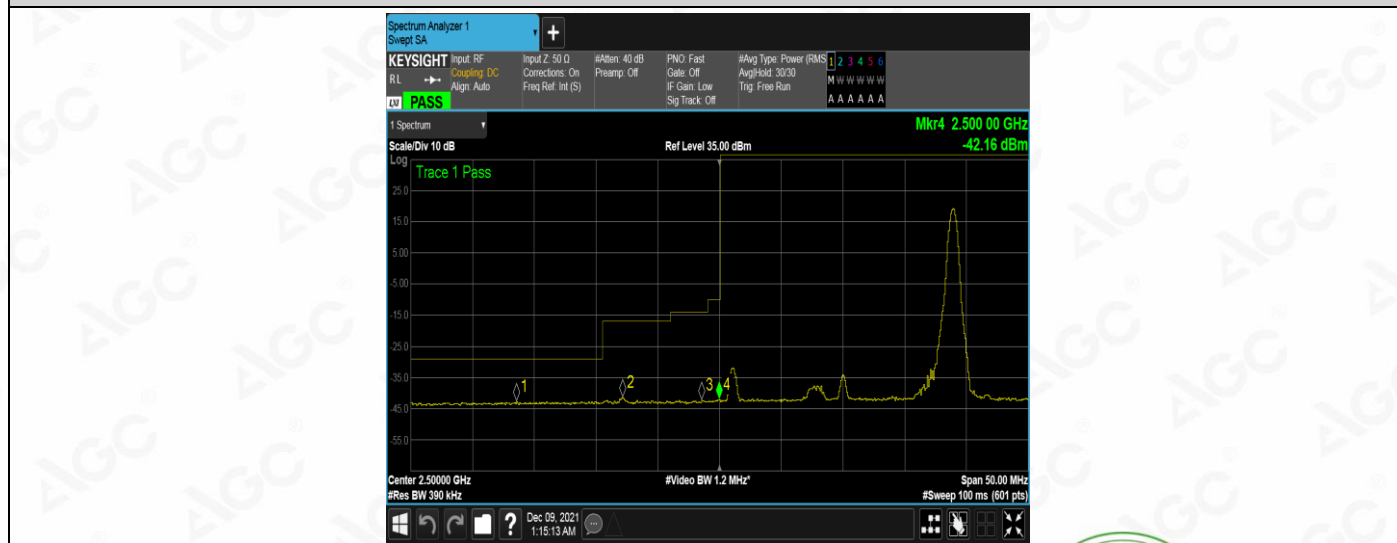 Spectrum Analyzer 1
Swept SA
+
KEYSIGHT Input: RF Input Z: 50 Ω #Atten: 40 dB PNO: Fast #Avg Type: Power (RMS 1 2 3 4 5 6
RL Coupling: DC Corrections: On Preamp: Off Gate: Off Avg|Hold: 30/30 M W W W W W
Align: Auto Freq Ref: Int (S) IF Gain: Low Trig: Free Run
LXI PASS Sig Track: Off A A A A A A
1 Spectrum Mkr4 2.500 00 GHz
Scale/Div 10 dB Ref Level 35.00 dBm -42.16 dBm
Log
Trace 1 Pass
25.0
15.0
5.00
-5.00
-15.0
-25.0
-35.0
1 2 3 4
-45.0
-55.0
Center 2.50000 GHz #Video BW 1.2 MHz* Span 50.00 MHz
#Res BW 390 kHz #Sweep 100 ms (601 pts)
? Dec 09, 2021
1:15:13 AM
AGC